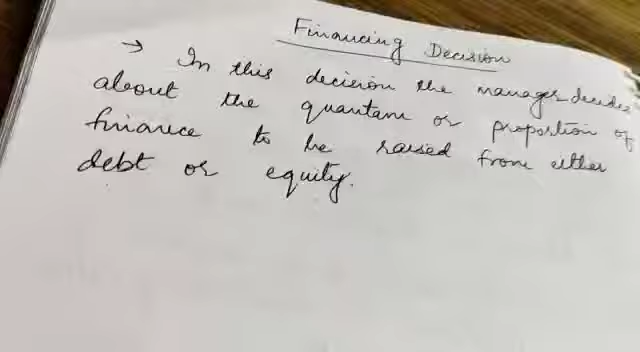 Financing Decision
→ In this decision the manager decides
about the quantam or proportion of
finance to be raised from either
debt or equity.